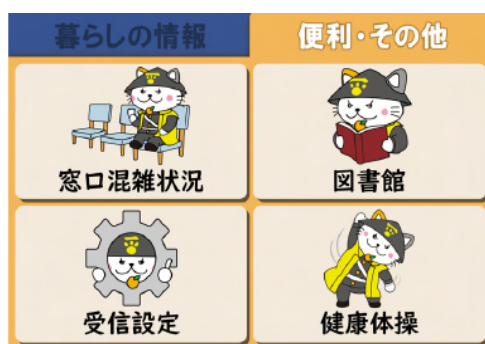 暮らしの情報
便利・その他
窓口混雑状況
図書館
受信設定
健康体操